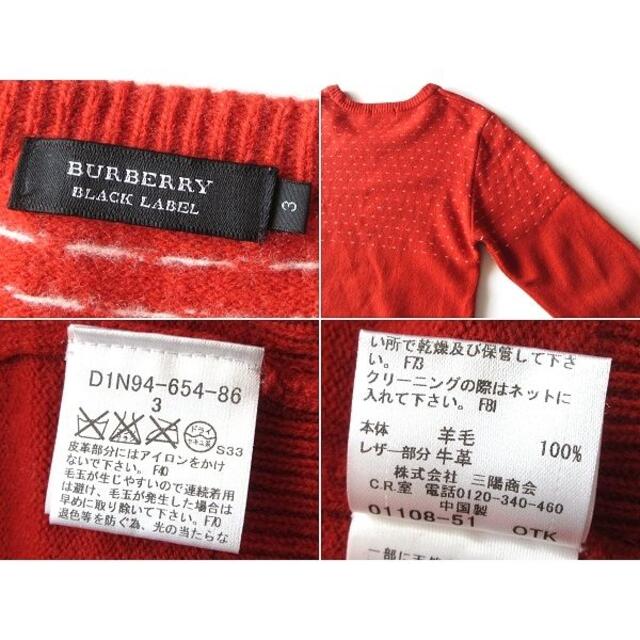 BURBERRY
BLACK LABEL
3
D1N94-654-86
3
ドライ
セキユ系
S33
皮革部分にはアイロンをかけ
ないで下さい。F40
毛玉が生じやすいので連続着用
は避け、毛玉が発生した場合は
早めに取り除いて下さい。F70
退色等を防ぐ為、光の当たらな
い所で乾燥及び保管して下さ
い。F73
クリーニングの際はネットに
入れて下さい。F81
本体 羊毛 100%
レザー部分 牛革
株式会社 三陽商会
C.R.室 電話0120-340-460
中国製
01108-51 OTK